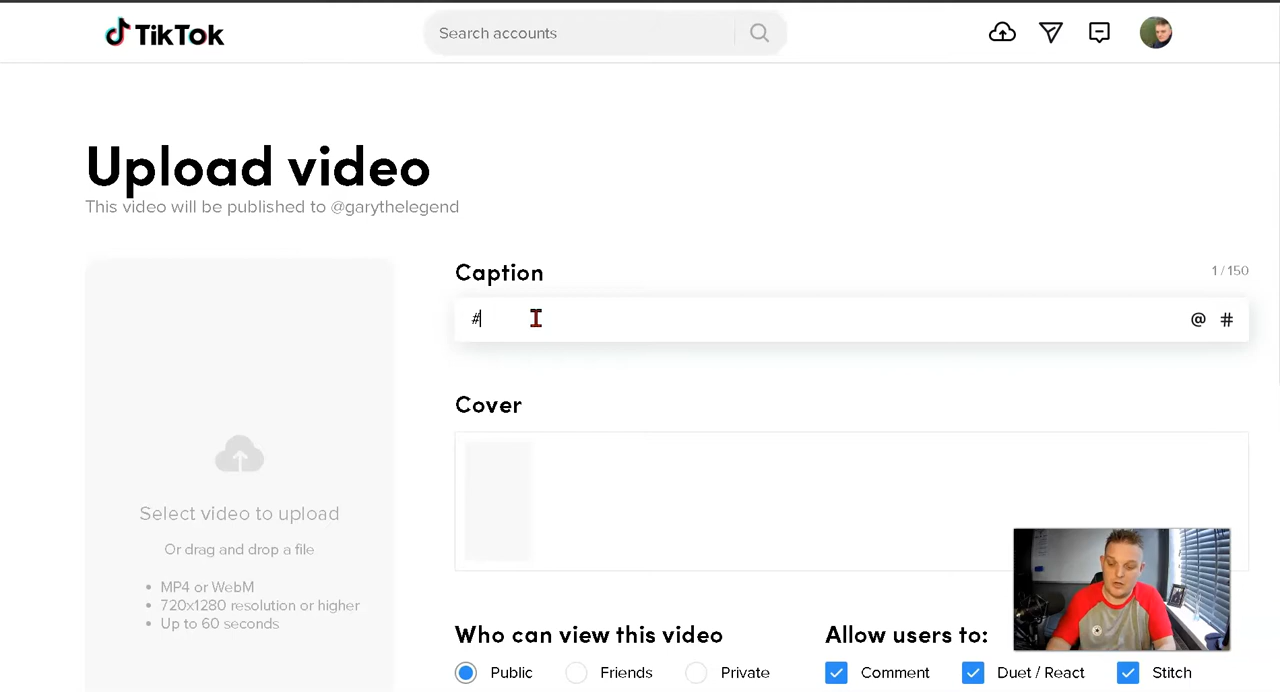 TikTok
Search accounts
Upload video
This video will be published to @garythelegend
Caption
1 / 150
#
@ #
Cover
Select video to upload
Or drag and drop a file
• MP4 or WebM
• 720x1280 resolution or higher
• Up to 60 seconds
Who can view this video
Public Friends Private
Allow users to:
Comment Duet / React Stitch